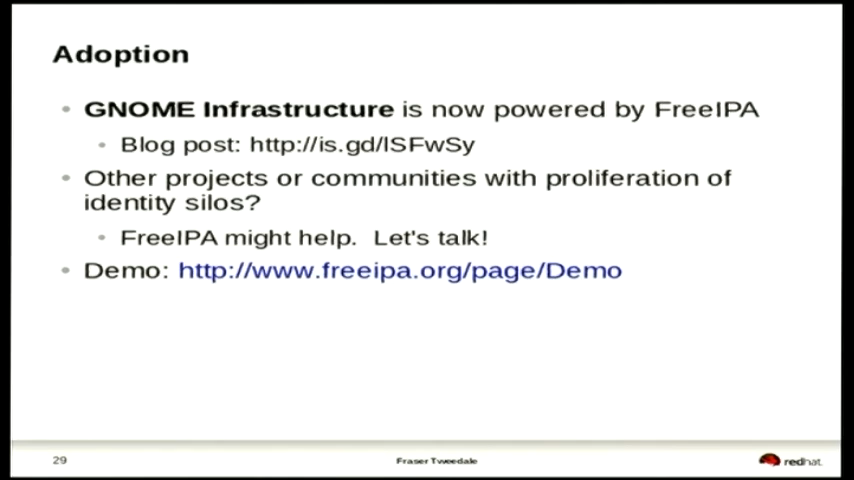 Adoption
GNOME Infrastructure is now powered by FreeIPA
Blog post: http://is.gd/lSFwSy
Other projects or communities with proliferation of
identity silos?
FreeIPA might help.  Let's talk!
Demo: http://www.freeipa.org/page/Demo
29
Fraser Tweedale
redhat.